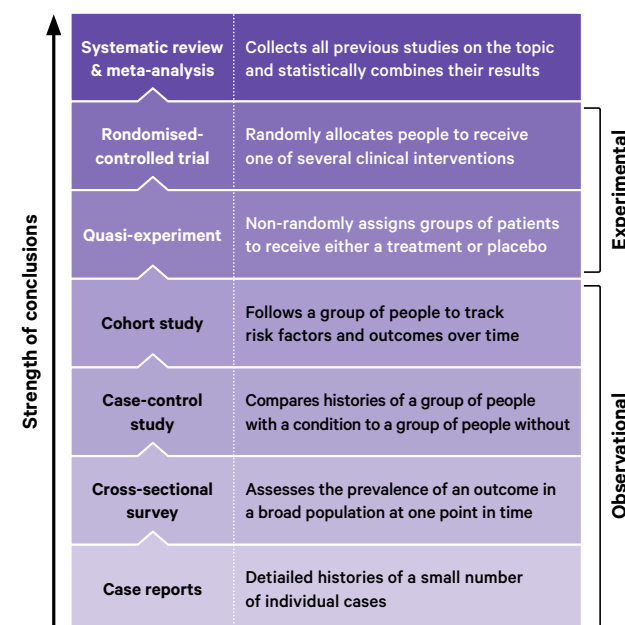 Strength of conclusions
Systematic review
& meta-analysis
Collects all previous studies on the topic
and statistically combines their results
Rondomised-
controlled trial
Randomly allocates people to receive
one of several clinical interventions
Quasi-experiment
Non-randomly assigns groups of patients
to receive either a treatment or placebo
Experimental
Cohort study
Follows a group of people to track
risk factors and outcomes over time
Case-control
study
Compares histories of a group of people
with a condition to a group of people without
Cross-sectional
survey
Assesses the prevalence of an outcome in
a broad population at one point in time
Case reports
Detiailed histories of a small number
of individual cases
Observational